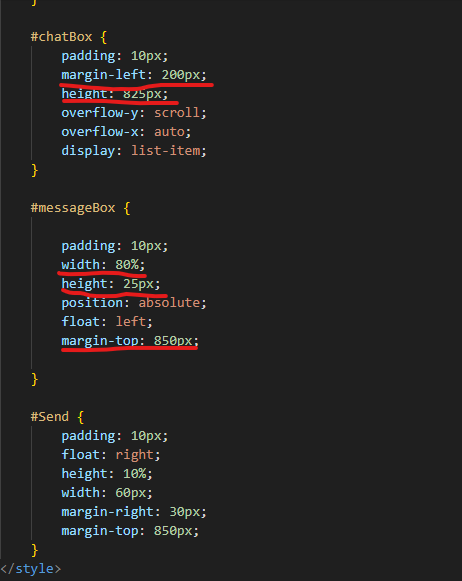 }
#chatBox {
padding: 10px;
margin-left: 200px;
height: 825px;
overflow-y: scroll;
overflow-x: auto;
display: list-item;
}
#messageBox {
padding: 10px;
width: 80%;
height: 25px;
position: absolute;
float: left;
margin-top: 850px;
}
#Send {
padding: 10px;
float: right;
height: 10%;
width: 60px;
margin-right: 30px;
margin-top: 850px;
}
</style>